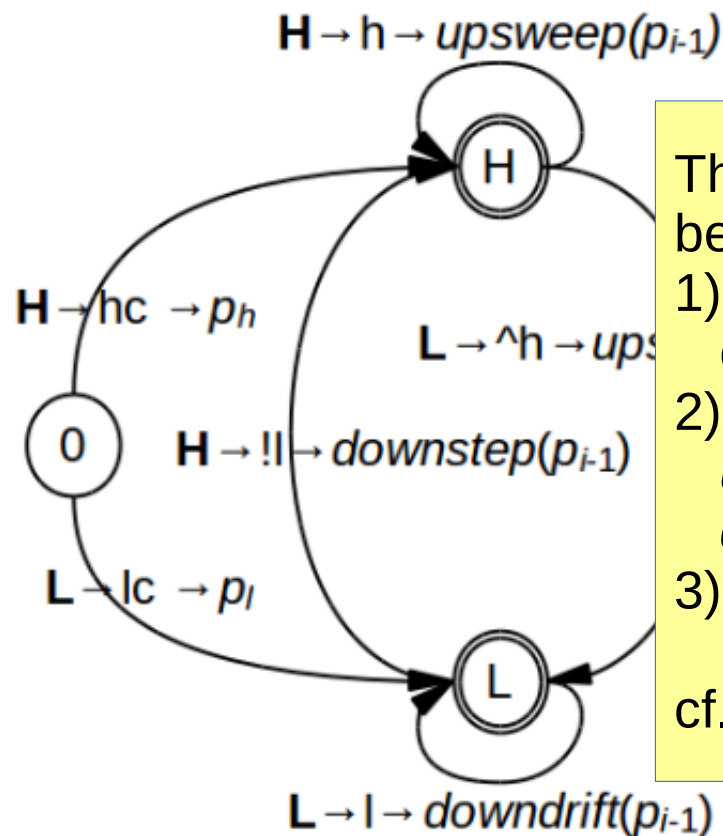 H→h→upsweep(pᵢ₋₁)
H
H→hc →pₕ
L→^h→ups
0
H→!l→downstep(pᵢ₋₁)
L→lc →pₗ
L
L→l→downdrift(pᵢ₋₁)
Th
be
1)
2)
3)
cf.